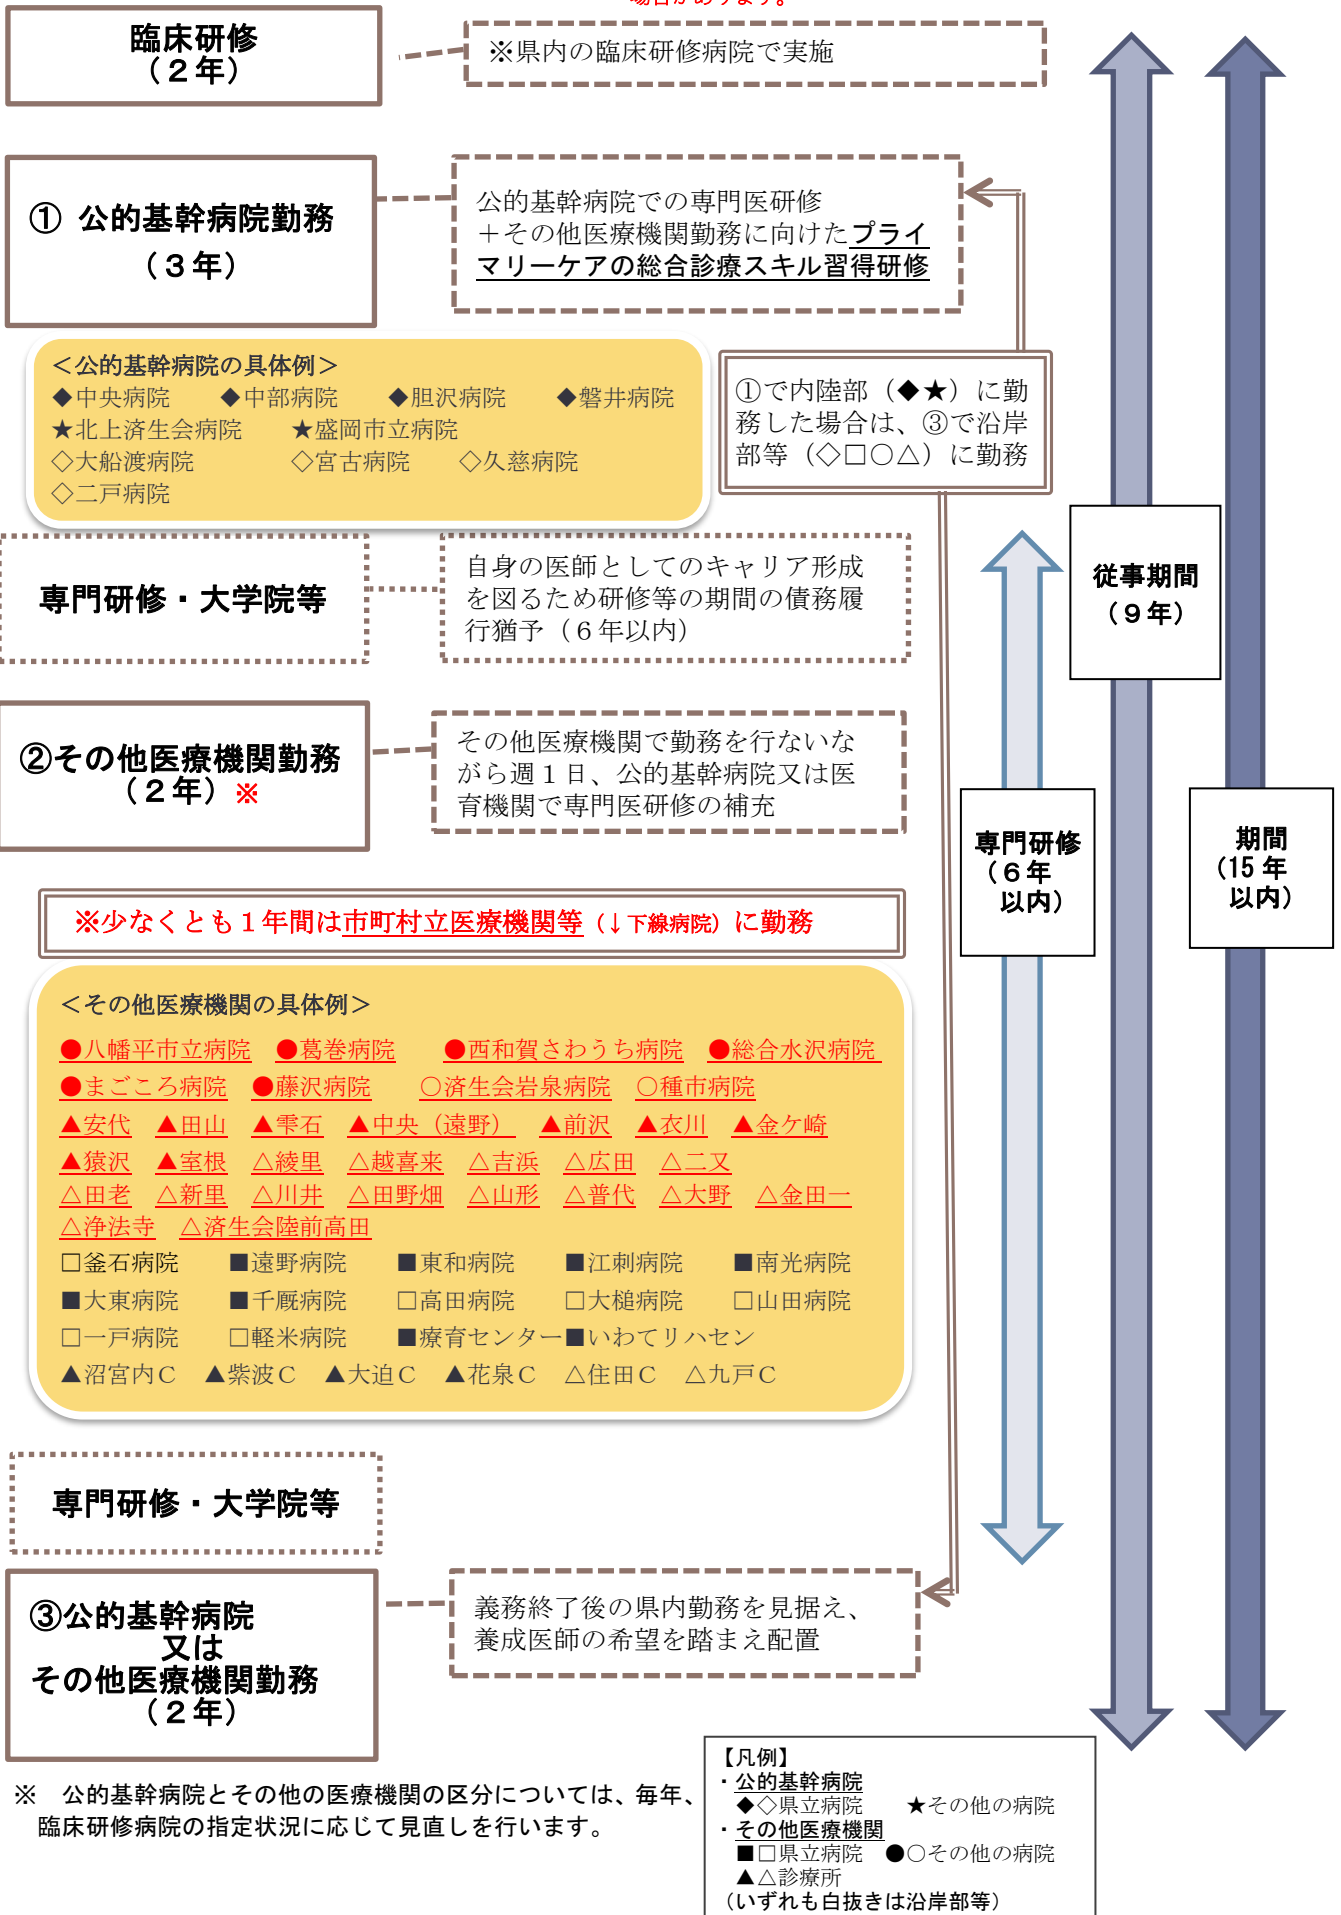 場合があります。
臨床研修
（２年）
※県内の臨床研修病院で実施
① 公的基幹病院勤務
（３年）
公的基幹病院での専門医研修
＋その他医療機関勤務に向けたプライ
マリーケアの総合診療スキル習得研修
＜公的基幹病院の具体例＞
◆中央病院　◆中部病院　◆胆沢病院　◆磐井病院
★北上済生会病院　★盛岡市立病院
◇大船渡病院　◇宮古病院　◇久慈病院
◇二戸病院
①で内陸部（◆★）に勤
務した場合は、③で沿岸
部等（◇□○△）に勤務
専門研修・大学院等
自身の医師としてのキャリア形成
を図るため研修等の期間の債務履
行猶予（６年以内）
従事期間
（９年）
②その他医療機関勤務
（２年）※
その他医療機関で勤務を行ないな
がら週１日、公的基幹病院又は医
育機関で専門医研修の補充
専門研修
（６年
以内）
期間
（15 年
以内）
※少なくとも１年間は市町村立医療機関等（↓下線病院）に勤務
＜その他医療機関の具体例＞
●八幡平市立病院　●葛巻病院　●西和賀さわうち病院　●総合水沢病院
●まごころ病院　●藤沢病院　○済生会岩泉病院　○種市病院
▲安代　▲田山　▲雫石　▲中央（遠野）　▲前沢　▲衣川　▲金ケ崎
▲猿沢　▲室根　△綾里　△越喜来　△吉浜　△広田　△二又
△田老　△新里　△川井　△田野畑　△山形　△普代　△大野　△金田一
△浄法寺　△済生会陸前高田
□釜石病院　■遠野病院　■東和病院　■江刺病院　■南光病院
■大東病院　■千厩病院　□高田病院　□大槌病院　□山田病院
□一戸病院　□軽米病院　■療育センター■いわてリハセン
▲沼宮内Ｃ　▲紫波Ｃ　▲大迫Ｃ　▲花泉Ｃ　△住田Ｃ　△九戸Ｃ
専門研修・大学院等
③公的基幹病院
又は
その他医療機関勤務
（２年）
義務終了後の県内勤務を見据え、
養成医師の希望を踏まえ配置
※　公的基幹病院とその他の医療機関の区分については、毎年、
臨床研修病院の指定状況に応じて見直しを行います。
【凡例】
・公的基幹病院
◆◇県立病院　★その他の病院
・その他医療機関
■□県立病院　●○その他の病院
▲△診療所
（いずれも白抜きは沿岸部等）